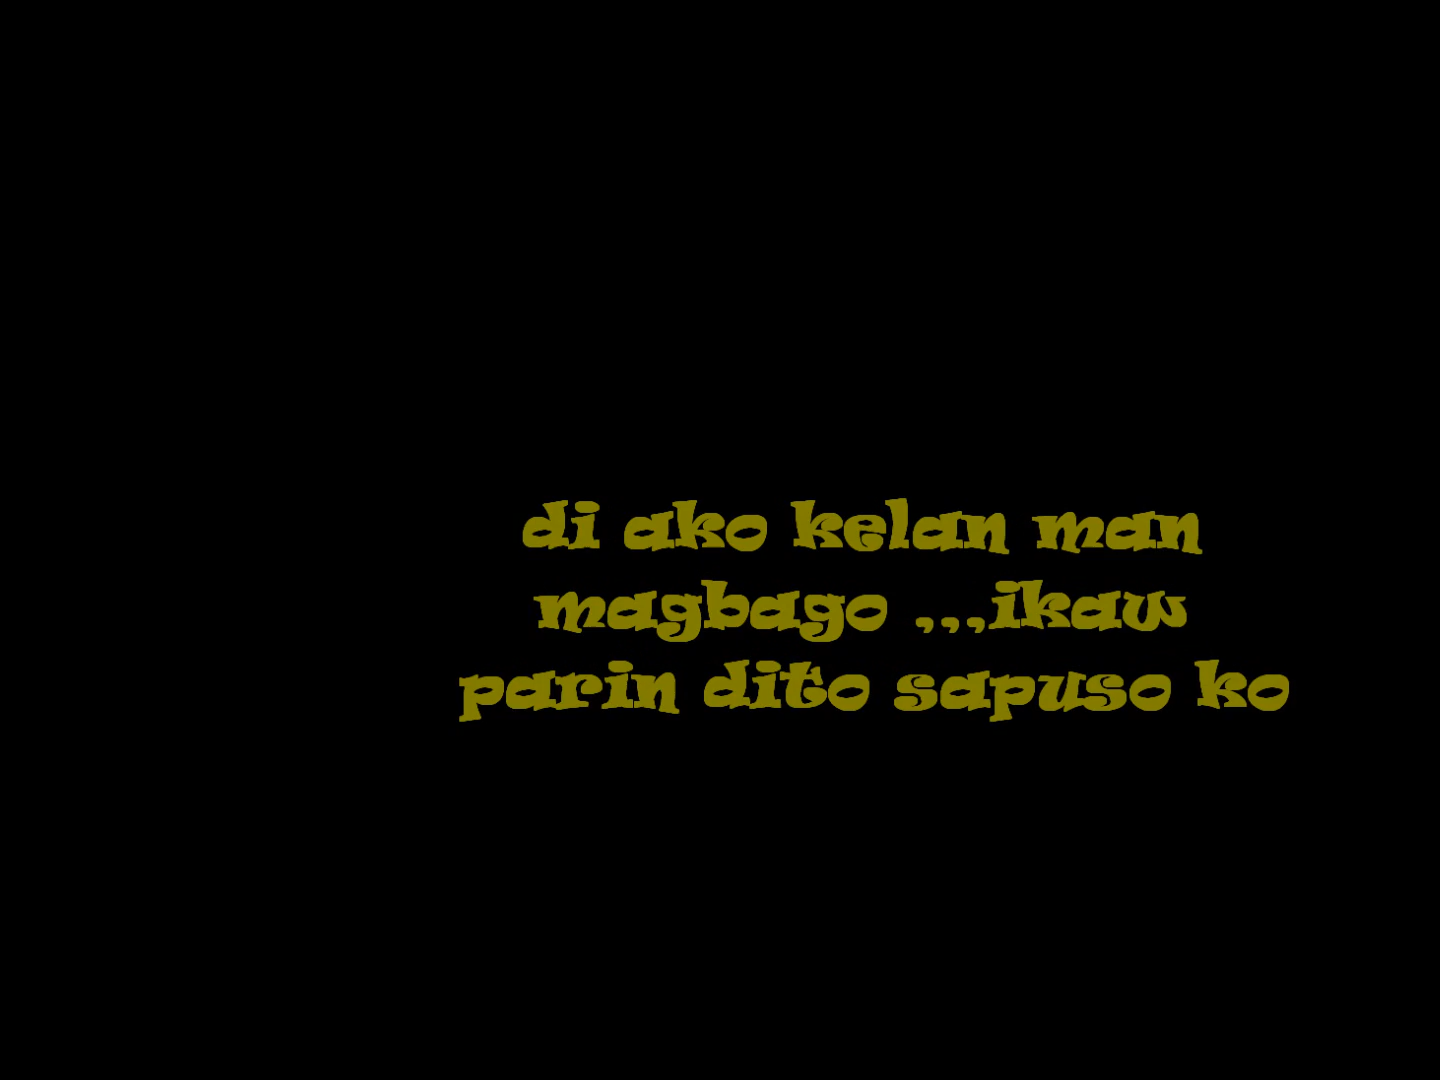 di ako kelan man
magbago ,,,ikaw
parin dito sapuso ko